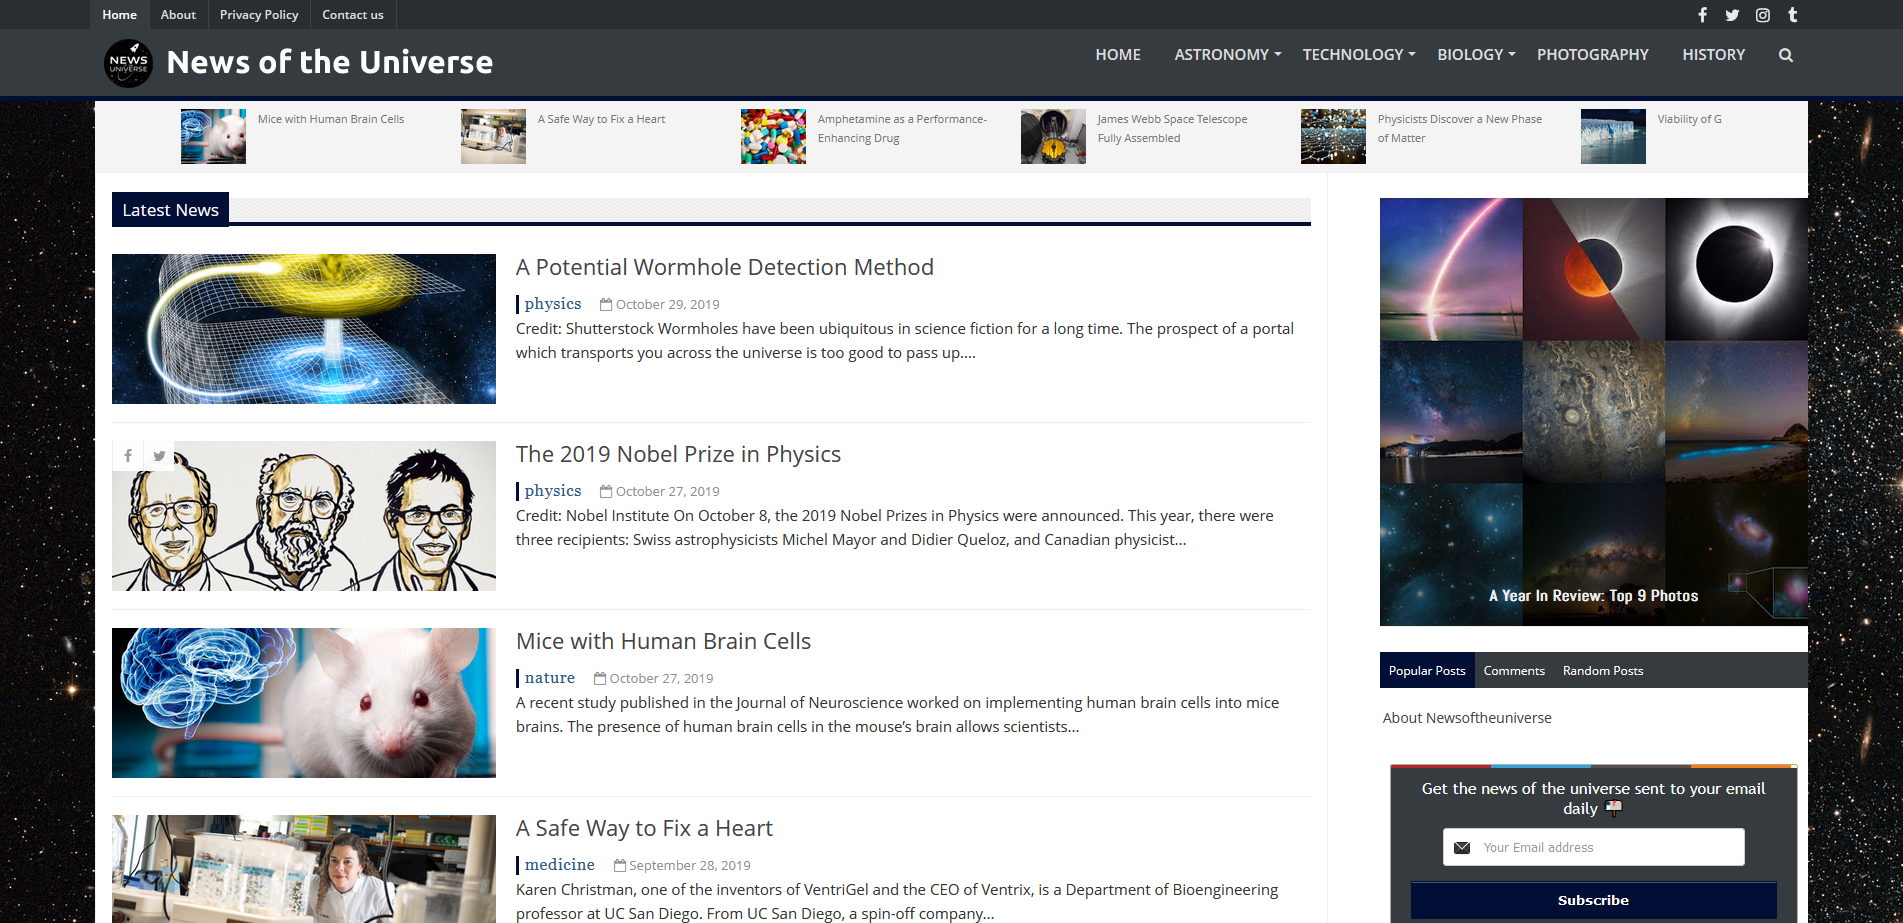 Home About Privacy Policy Contact us
NEWS
UNIVERSE
News of the Universe
HOME ASTRONOMY TECHNOLOGY BIOLOGY PHOTOGRAPHY HISTORY
Mice with Human Brain Cells
A Safe Way to Fix a Heart
Amphetamine as a Performance-
Enhancing Drug
James Webb Space Telescope
Fully Assembled
Physicists Discover a New Phase
of Matter
Viability of G
Latest News
A Potential Wormhole Detection Method
physics October 29, 2019
Credit: Shutterstock Wormholes have been ubiquitous in science fiction for a long time. The prospect of a portal
which transports you across the universe is too good to pass up....
The 2019 Nobel Prize in Physics
physics October 27, 2019
Credit: Nobel Institute On October 8, the 2019 Nobel Prizes in Physics were announced. This year, there were
three recipients: Swiss astrophysicists Michel Mayor and Didier Queloz, and Canadian physicist...
Mice with Human Brain Cells
nature October 27, 2019
A recent study published in the Journal of Neuroscience worked on implementing human brain cells into mice
brains. The presence of human brain cells in the mouse’s brain allows scientists...
A Safe Way to Fix a Heart
medicine September 28, 2019
Karen Christman, one of the inventors of VentriGel and the CEO of Ventrix, is a Department of Bioengineering
professor at UC San Diego. From UC San Diego, a spin-off company...
A Year In Review: Top 9 Photos
Popular Posts Comments Random Posts
About Newsoftheuniverse
Get the news of the universe sent to your email
daily
Your Email address
Subscribe